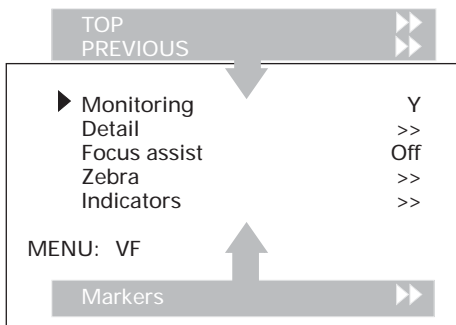 TOP
PREVIOUS
Monitoring Y
Detail >>
Focus assist Off
Zebra >>
Indicators >>
MENU: VF
Markers